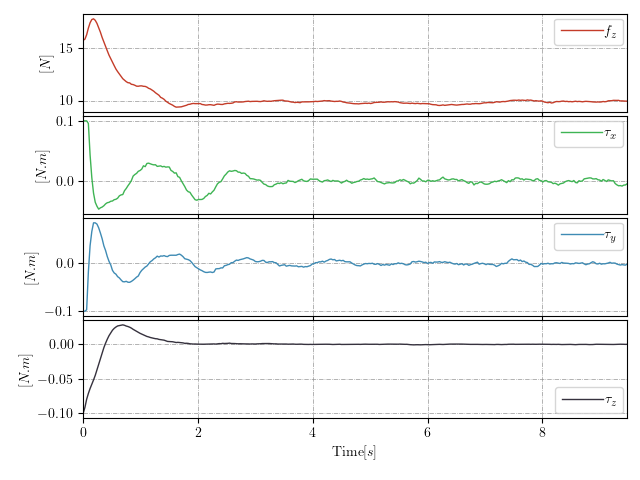 [N]
15
10
f_z
[N.m]
0.1
0.0
τ_x
[N.m]
0.0
−0.1
τ_y
[N.m]
0.00
−0.05
−0.10
τ_z
0 2 4 6 8
Time[s]